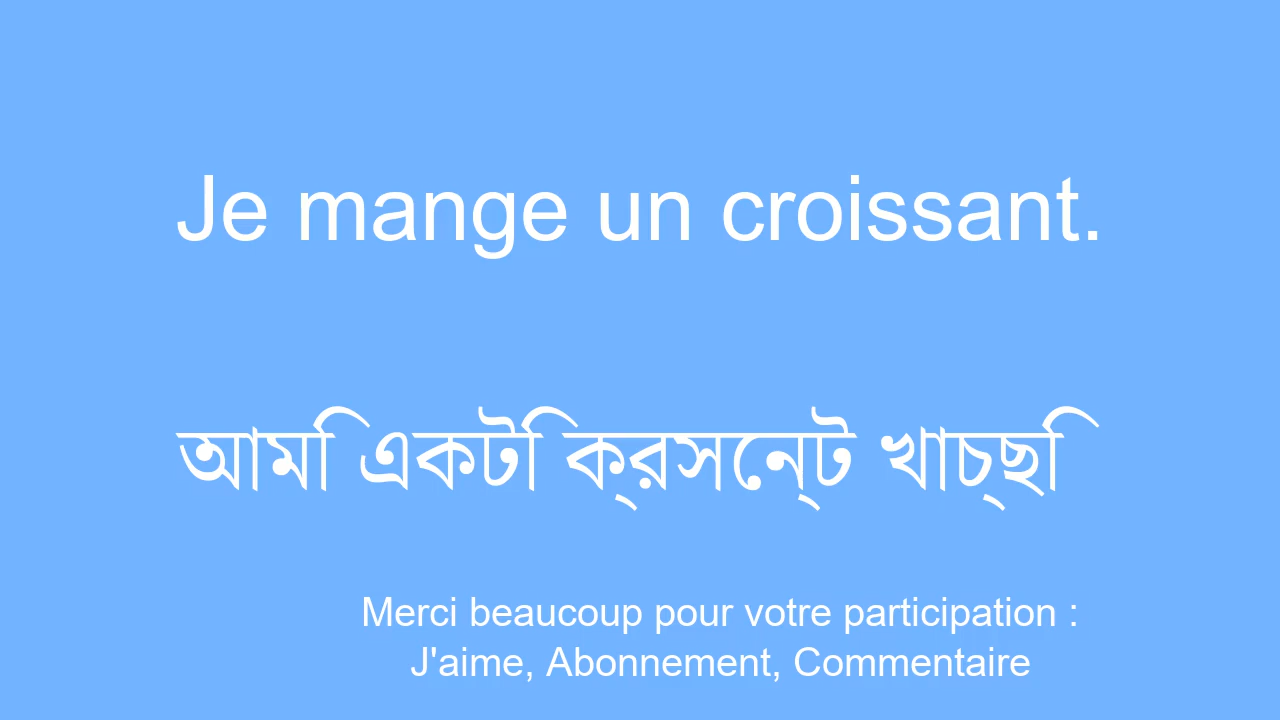 Je mange un croissant.
আমি একটি ক্রসেন্ট খাচ্ছি
Merci beaucoup pour votre participation :
J'aime, Abonnement, Commentaire